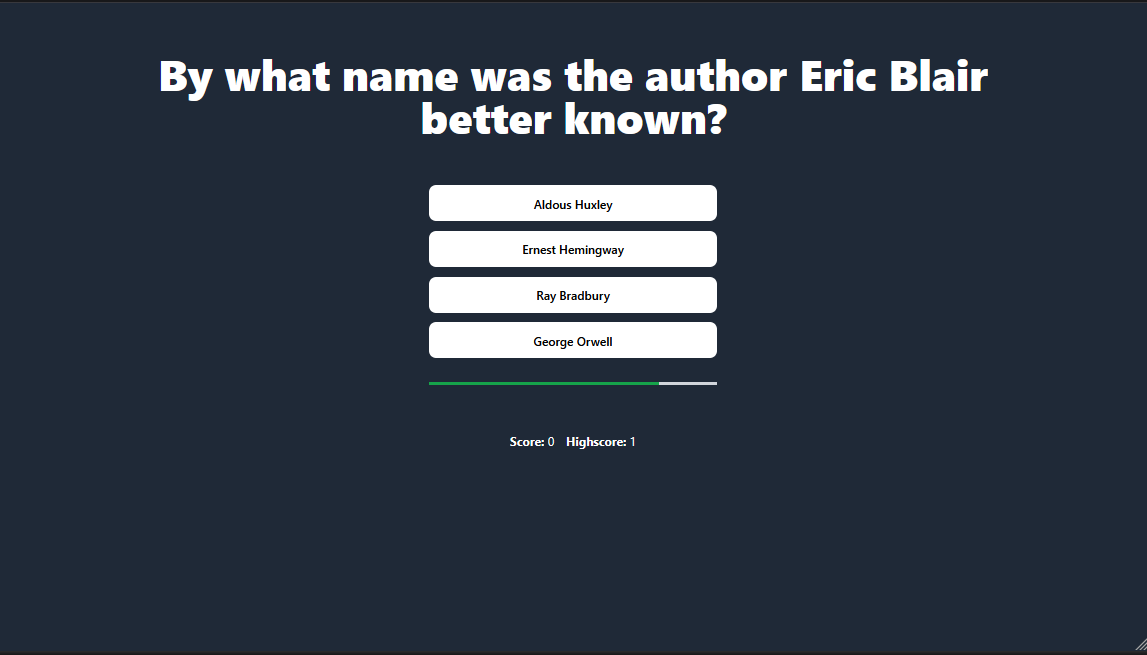 By what name was the author Eric Blair
better known?
Aldous Huxley
Ernest Hemingway
Ray Bradbury
George Orwell
Score: 0 Highscore: 1